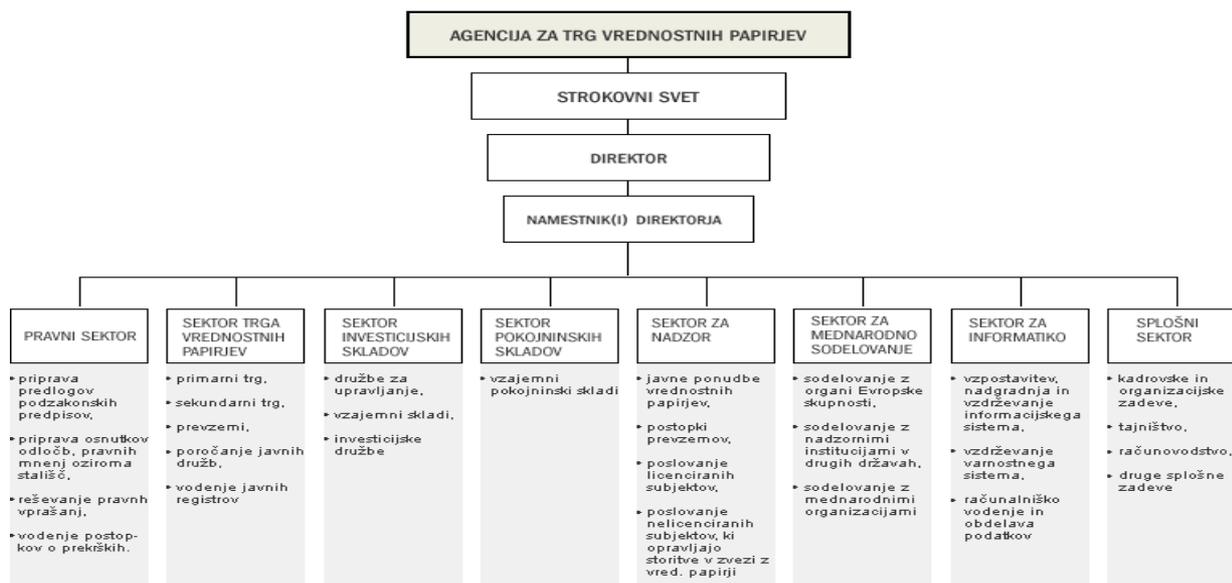 AGENCIJA ZA TRG VREDNOSTNIH PAPIRJEV
STROKOVNI SVET
DIREKTOR
NAMESTNIK(I) DIREKTORJA
PRAVNI SEKTOR
• priprava
predlogov
podzakonskih
predpisov,
• priprava osnutkov
odločb, pravnih
mnenj oziroma
stališč,
• reševanje pravnh
vprašanj,
• vodenje postop-
kov o prekrških.
SEKTOR TRGA
VREDNOSTNIH
PAPIRJEV
• primarni trg,
• sekundarni trg,
• prevzemi,
• poročanje javnih
družb,
• vodenje javnih
registrov
SEKTOR
INVESTICIJSKIH
SKLADOV
• družbe za
upravljanje,
• vzajemni skladi,
• investicijske
družbe
SEKTOR
POKOJNINSKIH
SKLADOV
• vzajemni
pokojninski skladi
SEKTOR ZA
NADZOR
• javne ponudbe
vrednostnih
papirjev,
• postopki
prevzemov,
• poslovanje
licenciranih
subjektov,
• poslovanje
nelicenciranih
subjektov, ki
opravljajo
storitve v zvezi z
vred. papirji
SEKTOR ZA
MEDNARODNO
SODELOVANJE
• sodelovanje z
organi Evropske
skupnosti,
• sodelovanje z
nadzornimi
institucijami v
drugih državah,
• sodelovanje z
mednarodnimi
organizacijami
SEKTOR ZA
INFORMATIKO
• vzpostavitev,
nadgradnja in
vzdrževanje
informacijskega
sistema,
• vzdrževanje
varnostnega
sistema,
• računalniško
vodenje in
obdelava
podatkov
SPLOŠNI
SEKTOR
• kadrovske in
organizacijske
zadeve,
• tajništvo,
• računovodstvo,
• druge splošne
zadeve